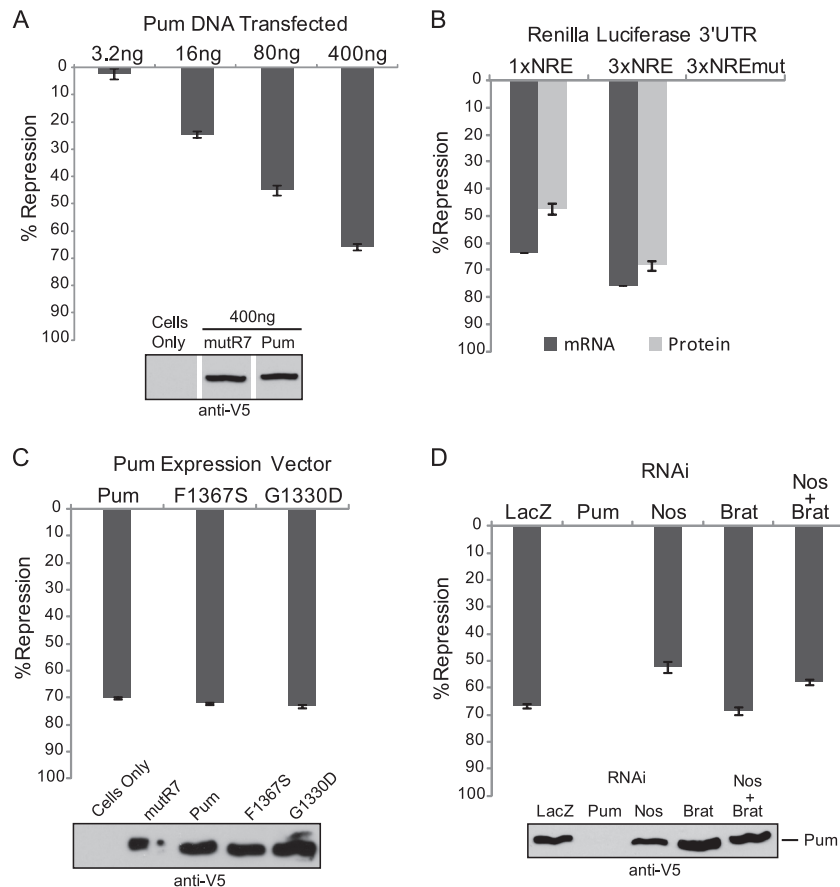 A
Pum DNA Transfected
3.2ng 16ng 80ng 400ng
% Repression
0
10
20
30
40
50
60
70
80
90
100
Cells Only
400ng
mutR7 Pum
anti-V5
B
Renilla Luciferase 3'UTR
1xNRE 3xNRE 3xNREmut
%Repression
0
10
20
30
40
50
60
70
80
90
100
mRNA Protein
C
Pum Expression Vector
Pum F1367S G1330D
%Repression
0
10
20
30
40
50
60
70
80
90
100
Cells Only mutR7 Pum F1367S G1330D
anti-V5
D
RNAi
LacZ Pum Nos Brat Nos + Brat
%Repression
0
10
20
30
40
50
60
70
80
90
100
RNAi
LacZ Pum Nos Brat Nos + Brat
Pum
anti-V5